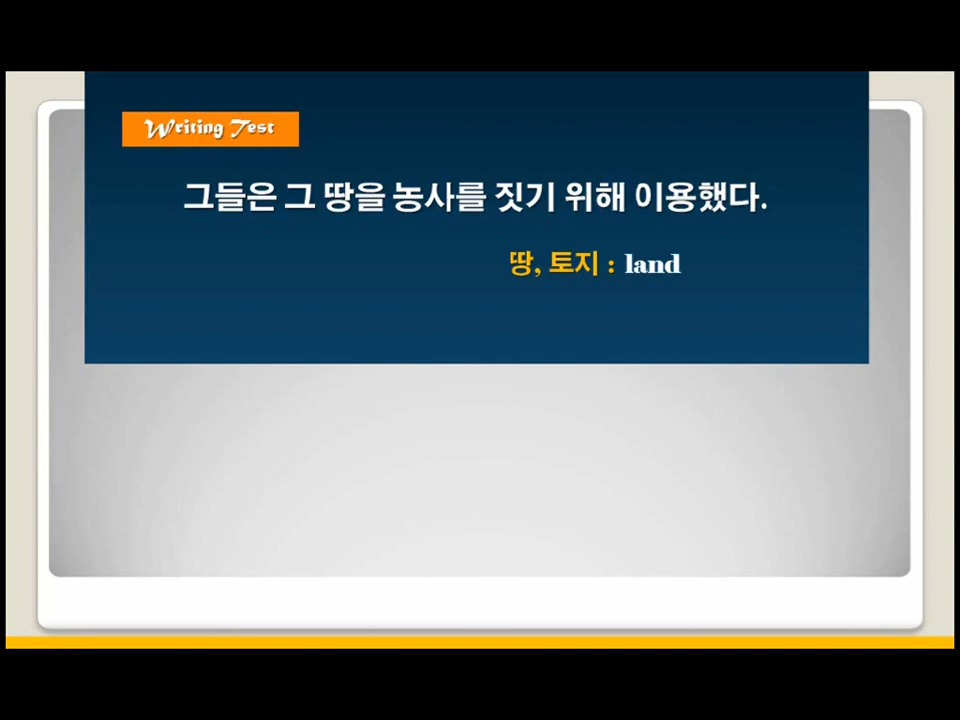 Writing Test
그들은 그 땅을 농사를 짓기 위해 이용했다.
땅, 토지 : land